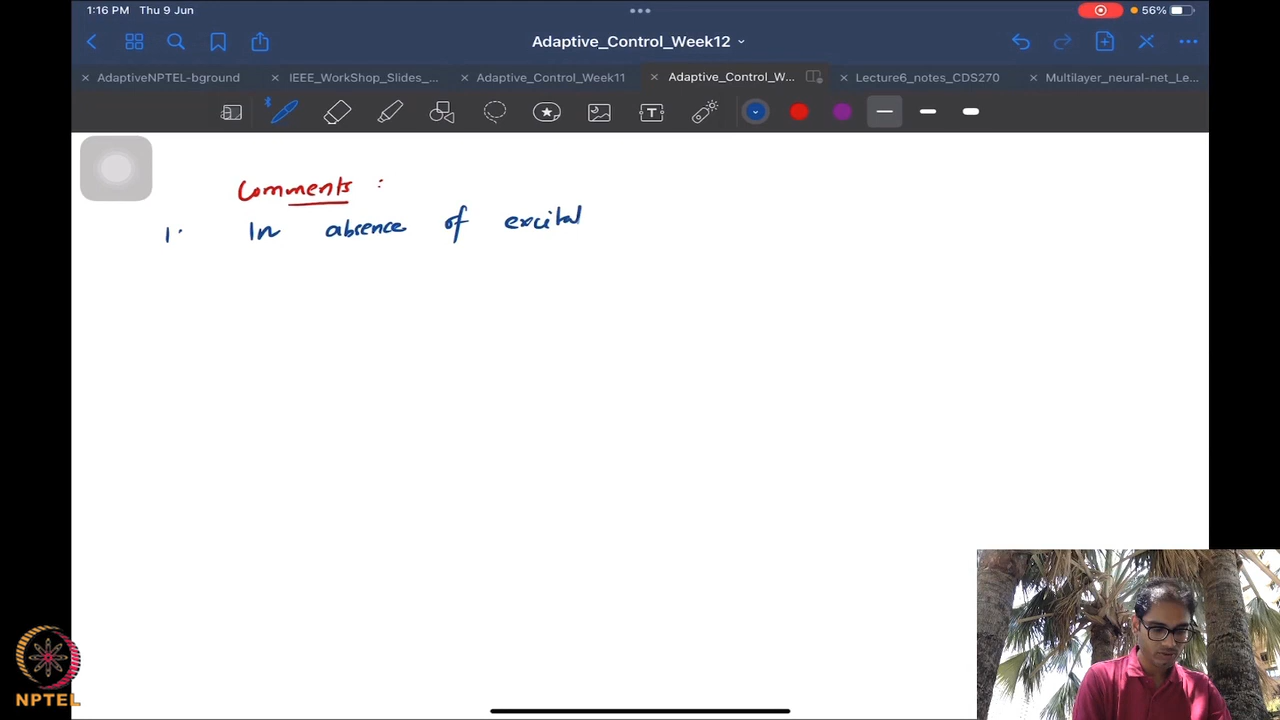 1:16 PM Thu 9 Jun
56%
Adaptive_Control_Week12
AdaptiveNPTEL-bground
IEEE_WorkShop_Slides_...
Adaptive_Control_Week11
Adaptive_Control_W...
Lecture6_notes_CDS270
Multilayer_neural-net_Le...
Comments :
1. In absence of excital
NPTEL